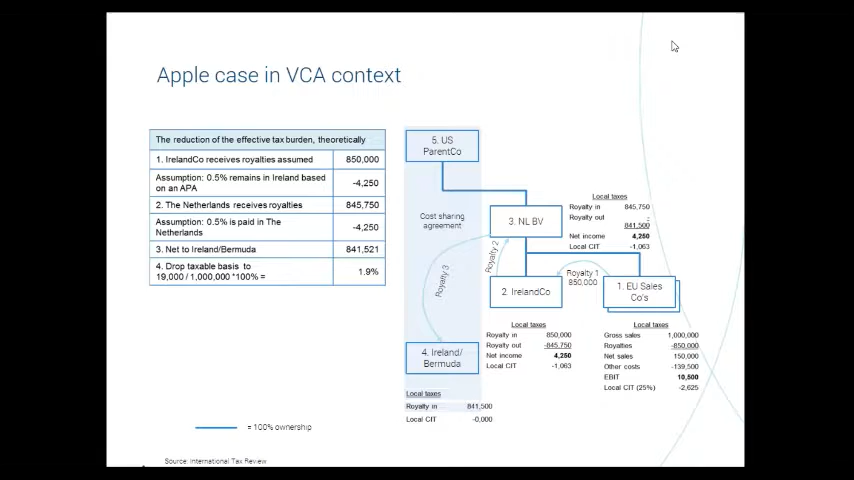 Apple case in VCA context
The reduction of the effective tax burden, theoretically
1. IrelandCo receives royalties assumed 850,000
Assumption: 0.5% remains in Ireland based
on an APA -4,250
2. The Netherlands receives royalties 845,750
Assumption: 0.5% is paid in The
Netherlands -4,250
3. Net to Ireland/Bermuda 841,521
4. Drop taxable basis to
19,000 / 1,000,000 *100% = 1.9%
5. US
ParentCo
Cost sharing
agreement
3. NL BV
Local taxes
Royalty in 845,750
Royalty out -
841,500
Net income 4,250
Local CIT -1,063
Royalty 2
Royalty 3
Royalty 1
850,000
2. IrelandCo
1. EU Sales
Co's
4. Ireland/
Bermuda
Local taxes
Royalty in 850,000
Royalty out -845,750
Net income 4,250
Local CIT -1,063
Local taxes
Gross sales 1,000,000
Royalties -850,000
Net sales 150,000
Other costs -139,500
EBIT 10,500
Local CIT (25%) -2,625
Local taxes
Royalty in 841,500
Local CIT -0,000
= 100% ownership
Source: International Tax Review